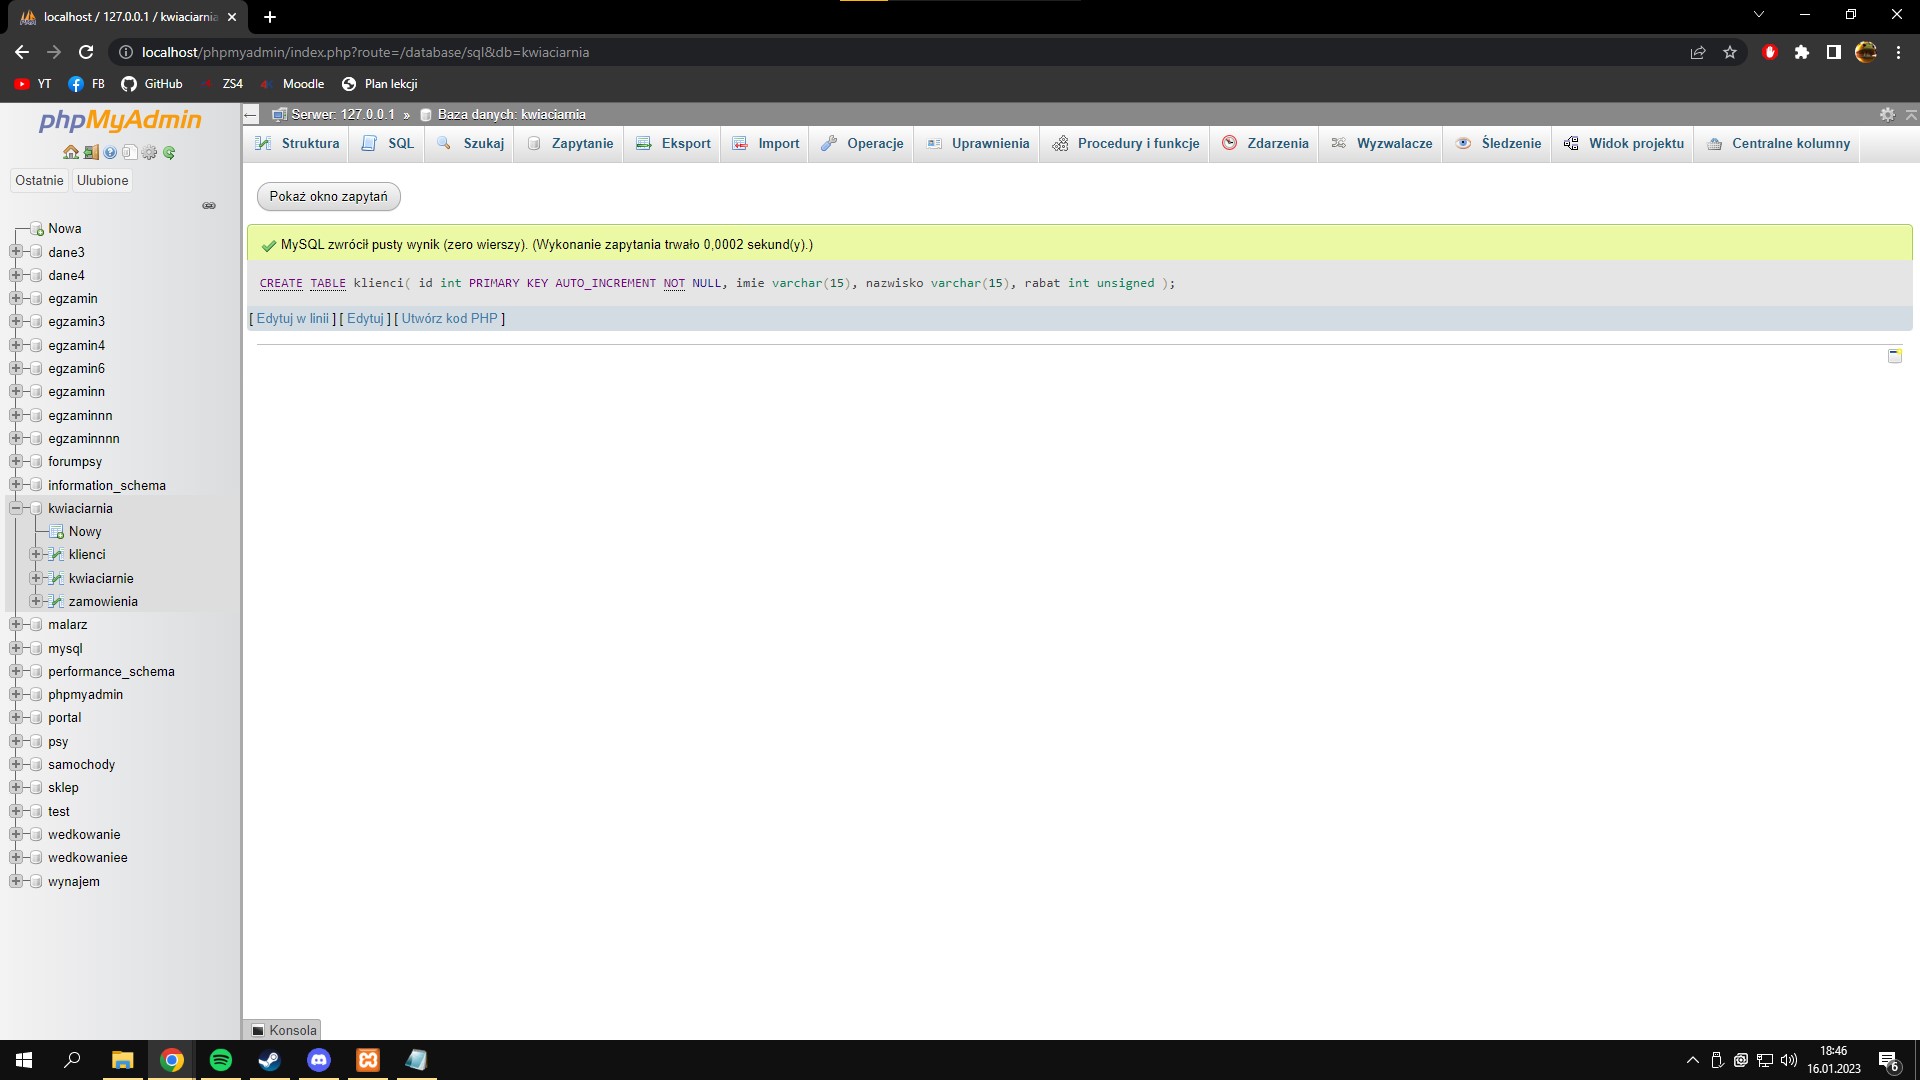 localhost / 127.0.0.1 / kwiaciarnia
localhost/phpmyadmin/index.php?route=/database/sql&db=kwiaciarnia
YT FB GitHub ZS4 Moodle Plan lekcji
phpMyAdmin
Ostatnie Ulubione
Nowa
dane3
dane4
egzamin
egzamin3
egzamin4
egzamin6
egzaminn
egzaminnn
egzaminnnn
forumpsy
information_schema
kwiaciarnia
Nowy
klienci
kwiaciarnie
zamowienia
malarz
mysql
performance_schema
phpmyadmin
portal
psy
samochody
sklep
test
wedkowanie
wedkowaniee
wynajem
Serwer: 127.0.0.1 » Baza danych: kwiaciarnia
Struktura SQL Szukaj Zapytanie Eksport Import Operacje Uprawnienia Procedury i funkcje Zdarzenia Wyzwalacze Śledzenie Widok projektu Centralne kolumny
Pokaż okno zapytań
MySQL zwrócił pusty wynik (zero wierszy). (Wykonanie zapytania trwało 0,0002 sekund(y).)
CREATE TABLE klienci( id int PRIMARY KEY AUTO_INCREMENT NOT NULL, imie varchar(15), nazwisko varchar(15), rabat int unsigned );
[ Edytuj w linii ] [ Edytuj ] [ Utwórz kod PHP ]
Konsola
18:46
16.01.2023
6